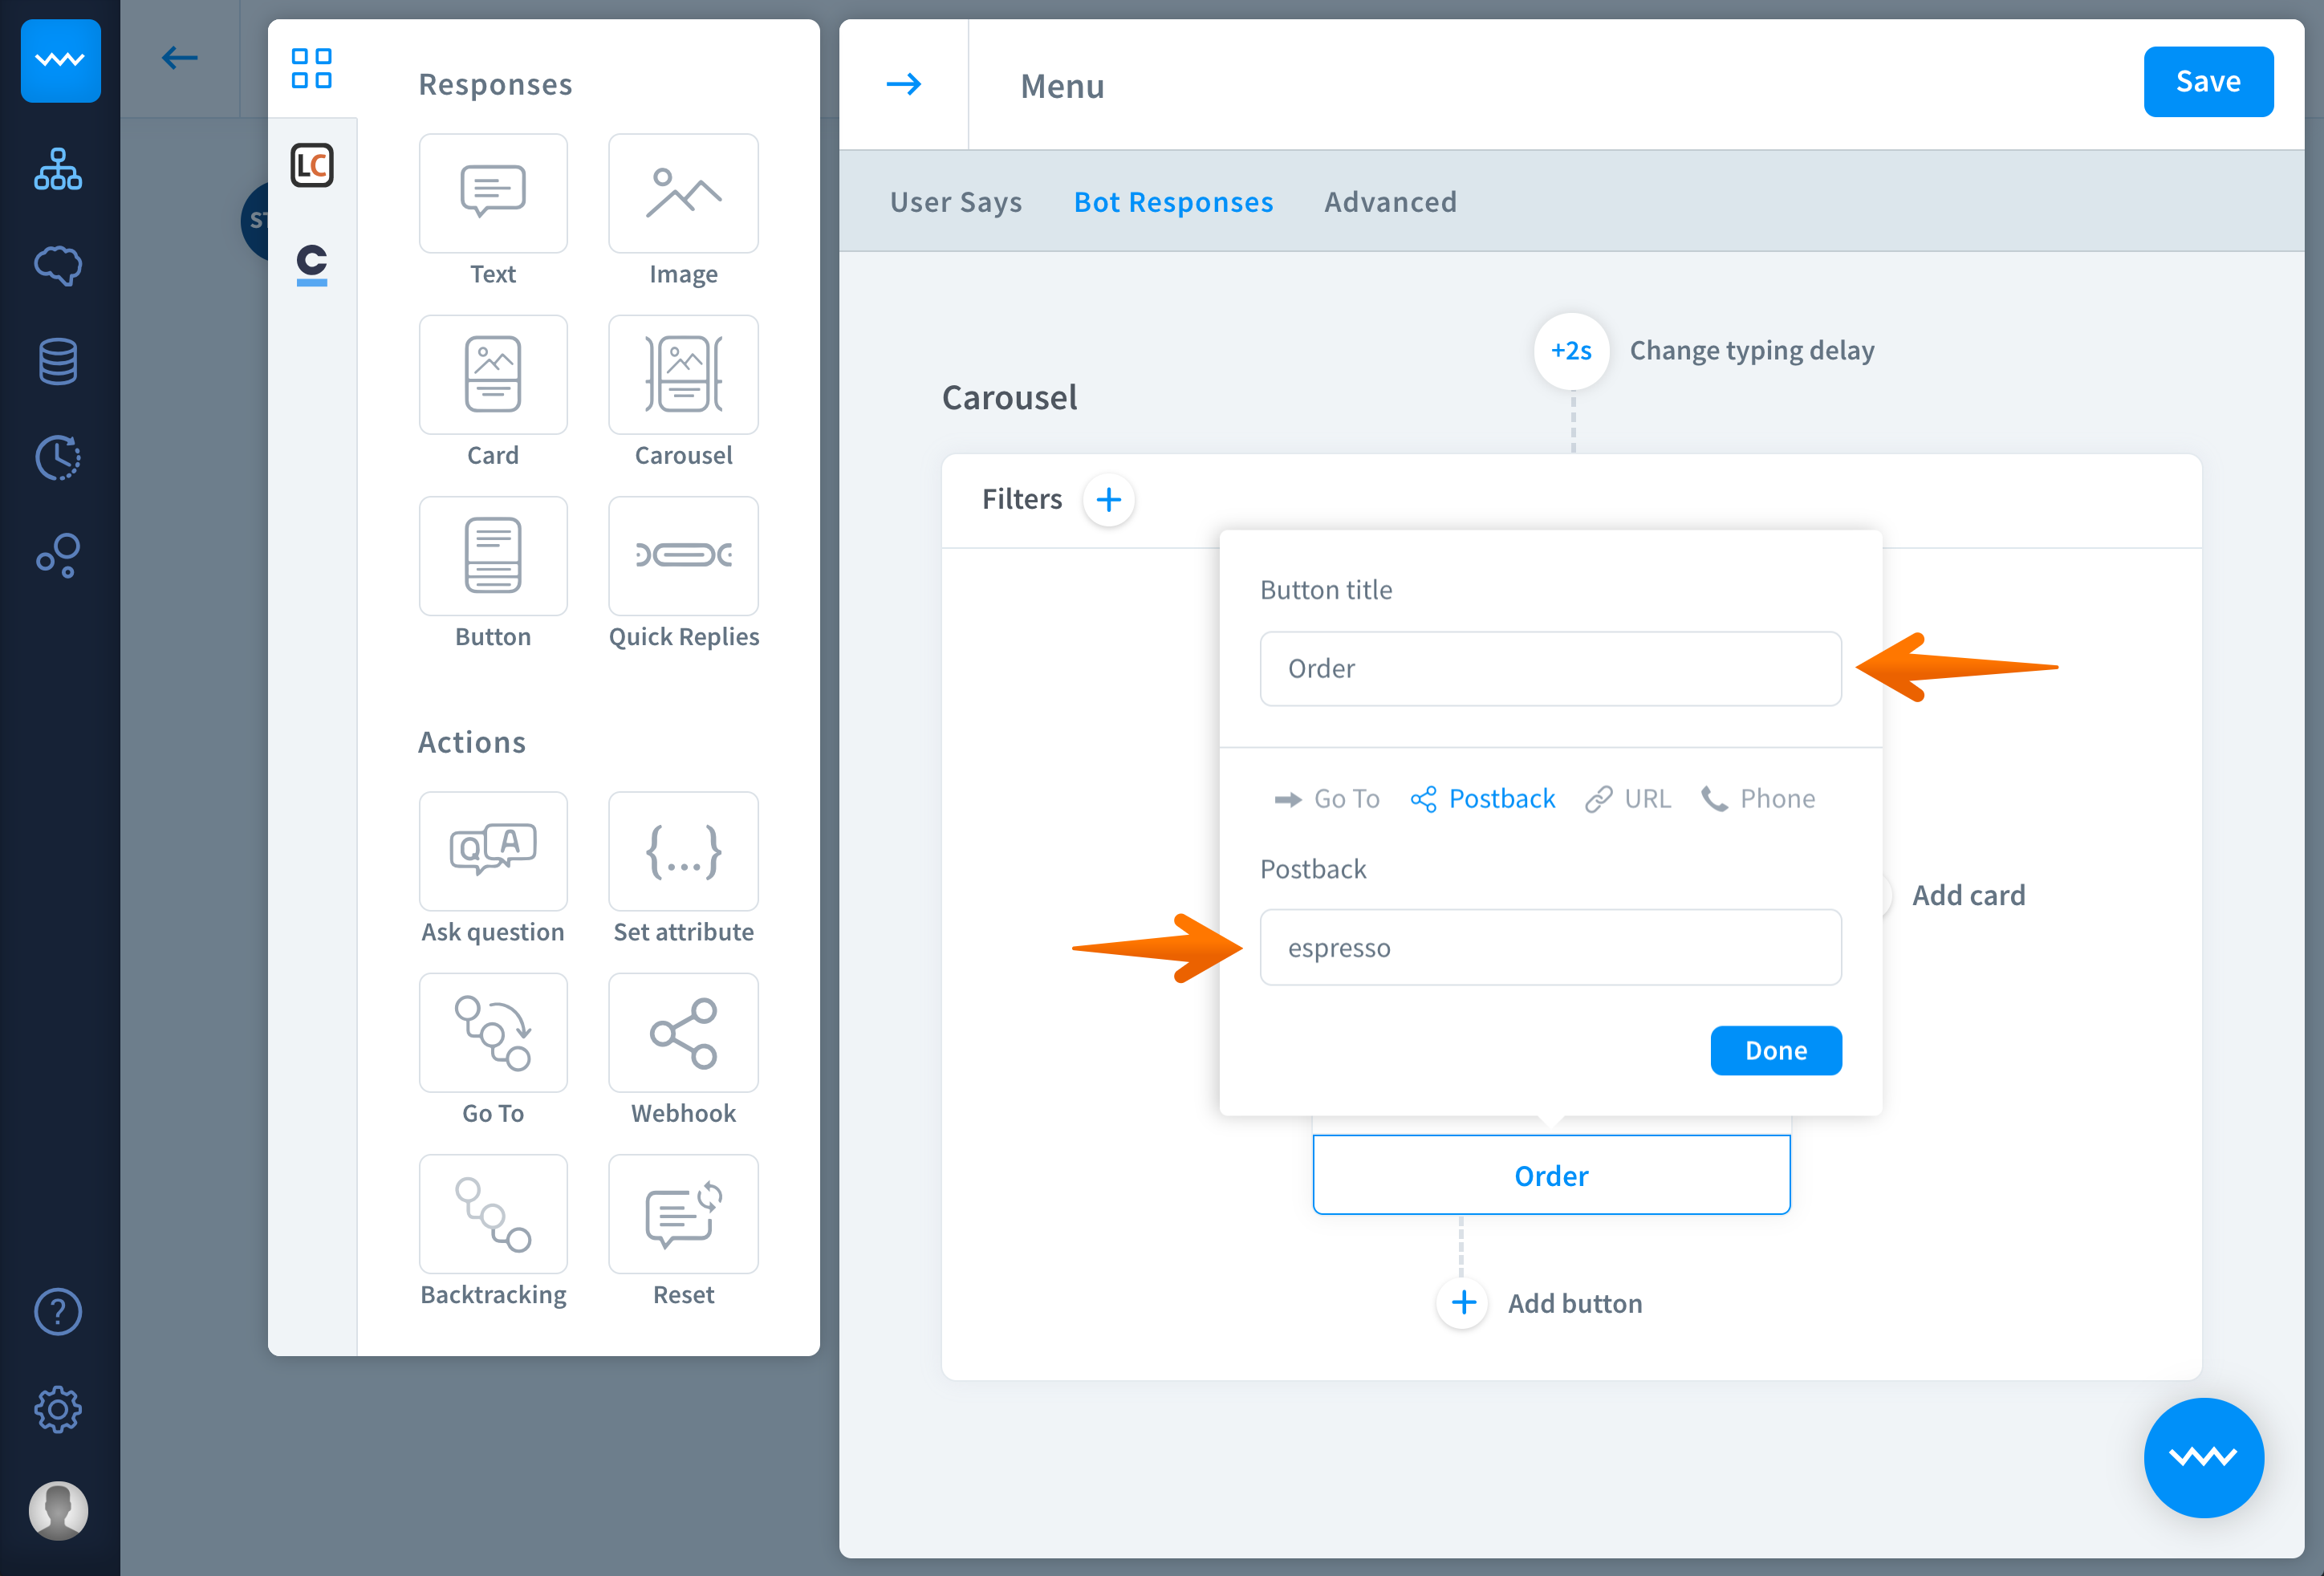 ST
LC
C
Responses
Text
Image
Card
Carousel
Button
Quick Replies
Actions
Q A
{...}
Ask question
Set attribute
Go To
Webhook
Backtracking
Reset
?
Menu
Save
User Says
Bot Responses
Advanced
+2s
Change typing delay
Carousel
Filters
+
Button title
Order
Go To
Postback
URL
Phone
Postback
espresso
Done
Add card
Order
+
Add button